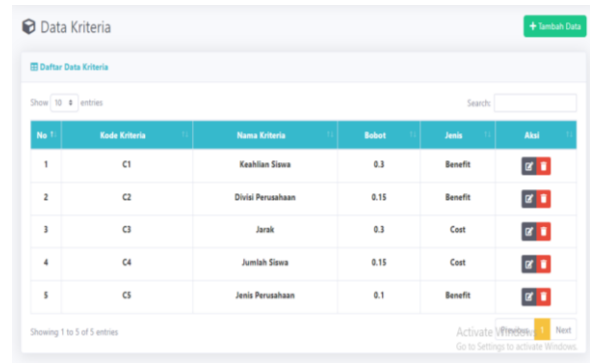 Data Kriteria
+ Tambah Data
Daftar Data Kriteria
Show 10 entries Search:
No Kode Kriteria Nama Kriteria Bobot Jenis Aksi
1 C1 Keahlian Siswa 0.3 Benefit
2 C2 Divisi Perusahaan 0.15 Benefit
3 C3 Jarak 0.3 Cost
4 C4 Jumlah Siswa 0.15 Cost
5 C5 Jenis Perusahaan 0.1 Benefit
Showing 1 to 5 of 5 entries Previous 1 Next
Activate Windows
Go to Settings to activate Windows.